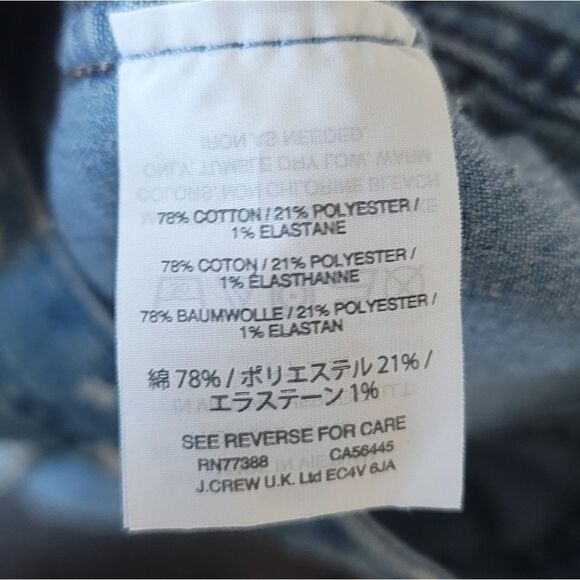 78% COTTON / 21% POLYESTER /
1% ELASTANE
78% COTON / 21% POLYESTER /
1% ÉLASTHANNE
78% BAUMWOLLE / 21% POLYESTER /
1% ELASTAN
綿 78% / ポリエステル 21% /
エラステーン 1%
SEE REVERSE FOR CARE
RN77388 CA56445
J.CREW U.K. Ltd EC4V 6JA